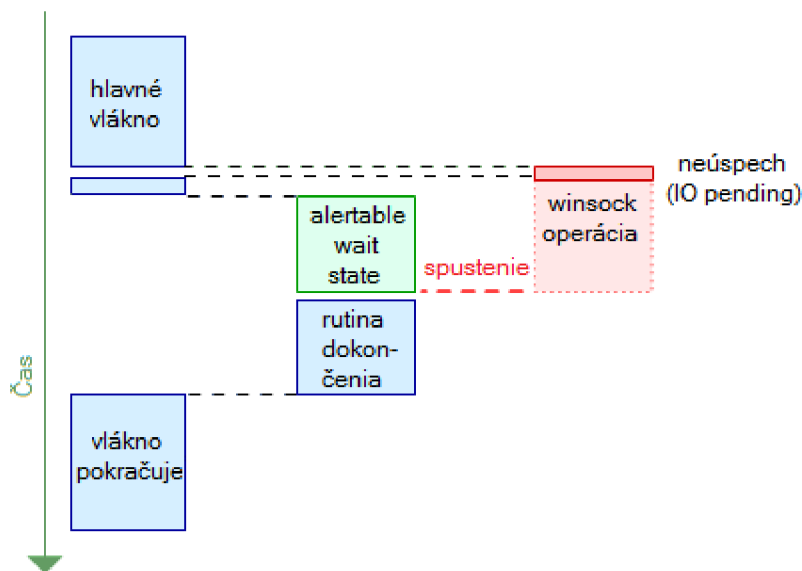 hlavné
vlákno
neúspech
(IO pending)
winsock
operácia
alertable
wait
state
spustenie
rutina
dokon-
čenia
Čas
vlákno
pokračuje